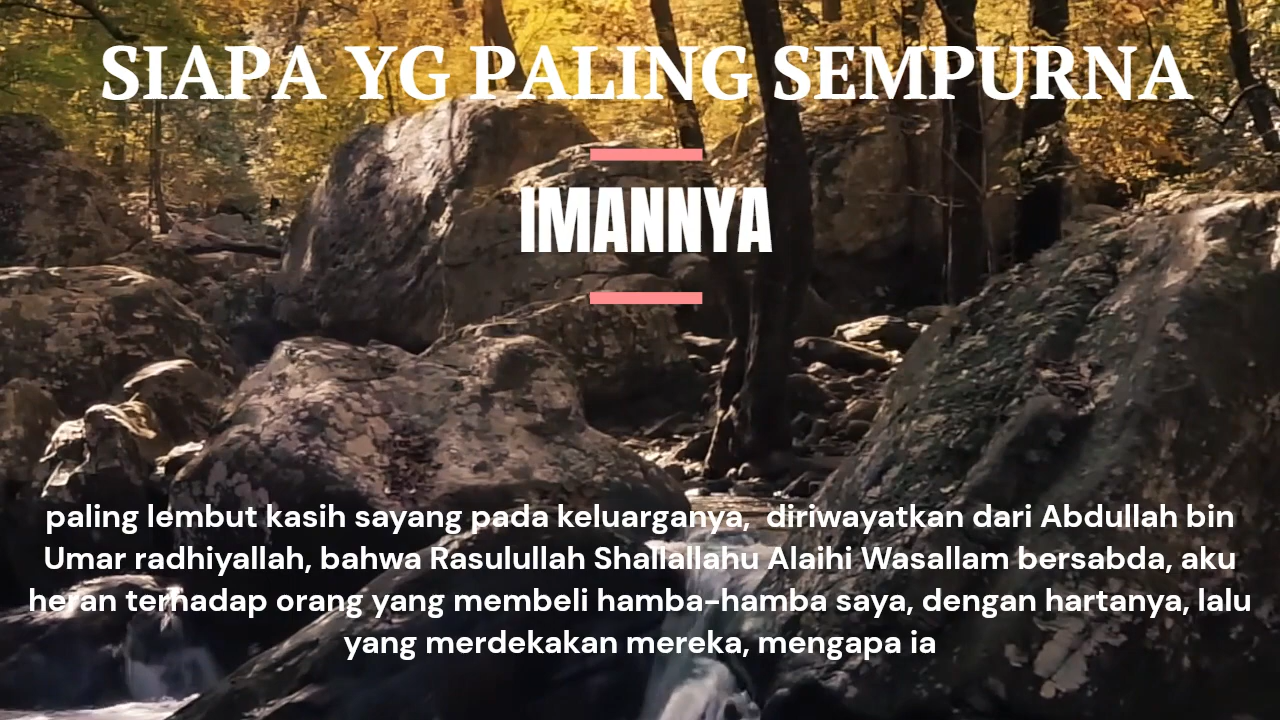 SIAPA YG PALING SEMPURNA
IMANNYA
paling lembut kasih sayang pada keluarganya, diriwayatkan dari Abdullah bin
Umar radhiyallah, bahwa Rasulullah Shallallahu Alaihi Wasallam bersabda, aku
heran terhadap orang yang membeli hamba-hamba saya, dengan hartanya, lalu
yang merdekakan mereka, mengapa ia